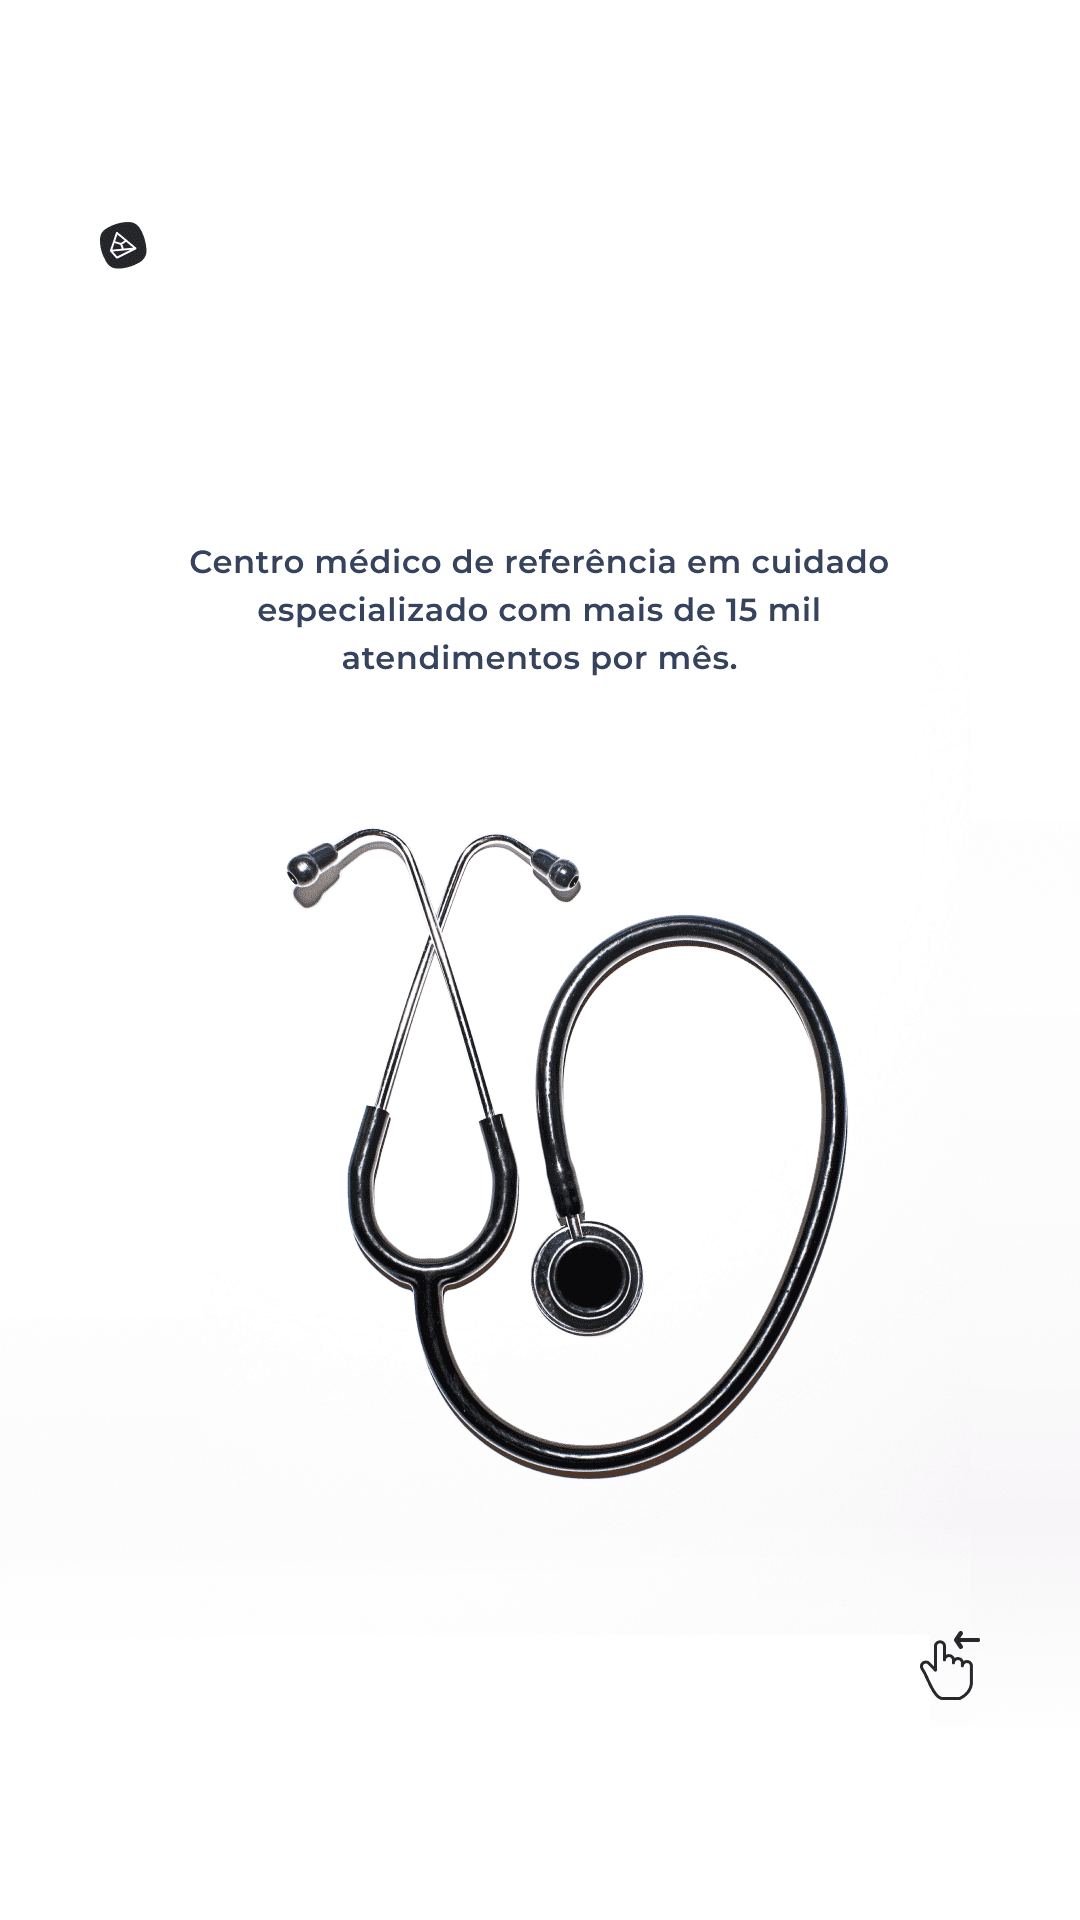 Centro médico de referência em cuidado
especializado com mais de 15 mil
atendimentos por mês.